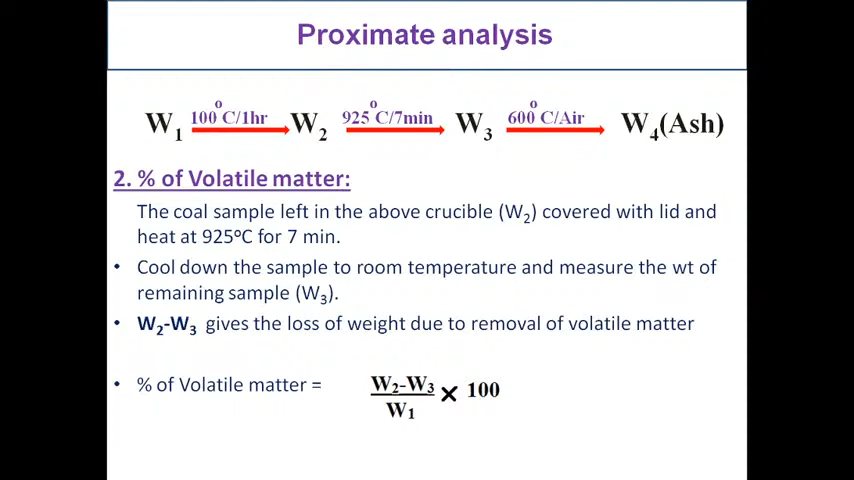 Proximate analysis
W₁ 100°C/1hr W₂ 925°C/7min W₃ 600°C/Air W₄(Ash)
2. % of Volatile matter:
The coal sample left in the above crucible (W₂) covered with lid and
heat at 925°C for 7 min.
• Cool down the sample to room temperature and measure the wt of
remaining sample (W₃).
• W₂-W₃ gives the loss of weight due to removal of volatile matter
• % of Volatile matter = W₂-W₃ × 100
W₁